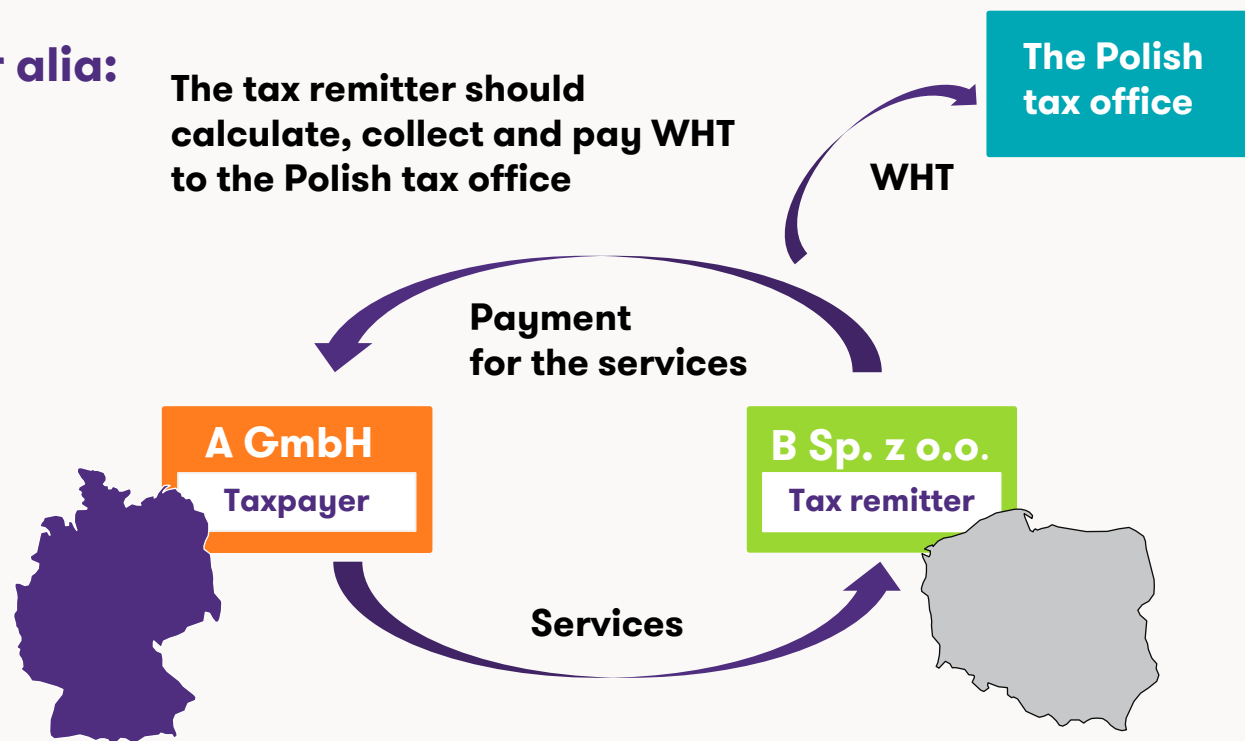 r alia:
The tax remitter should
calculate, collect and pay WHT
to the Polish tax office
The Polish
tax office
WHT
Payment
for the services
A GmbH
Taxpayer
B Sp. z o.o.
Tax remitter
Services